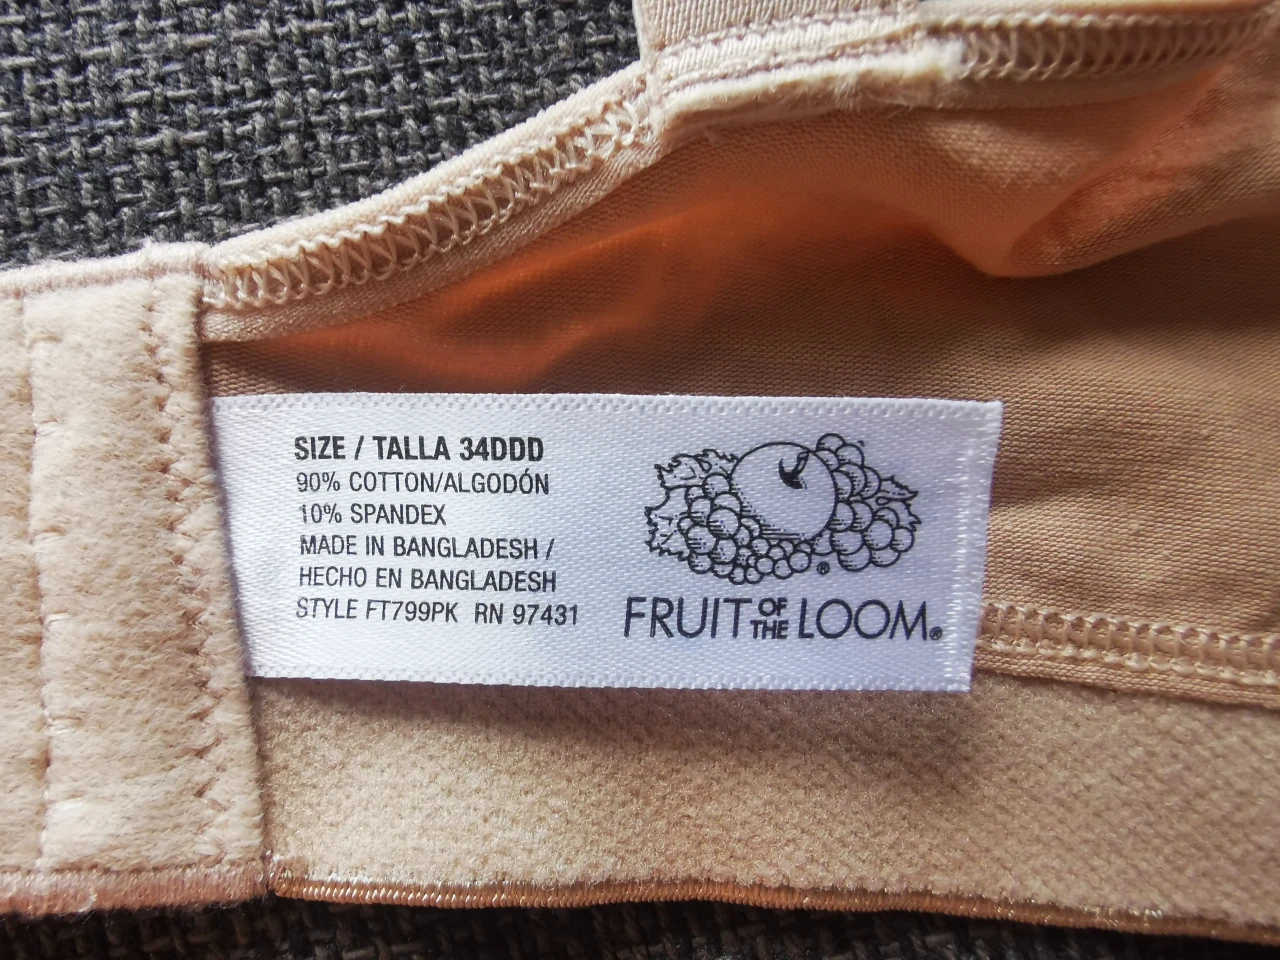 SIZE / TALLA 34DDD
90% COTTON/ALGODÓN
10% SPANDEX
MADE IN BANGLADESH /
HECHO EN BANGLADESH
STYLE FT799PK RN 97431
®
FRUIT OF THE LOOM®